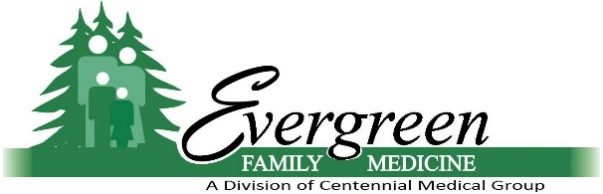 Evergreen
FAMILY MEDICINE
A Division of Centennial Medical Group